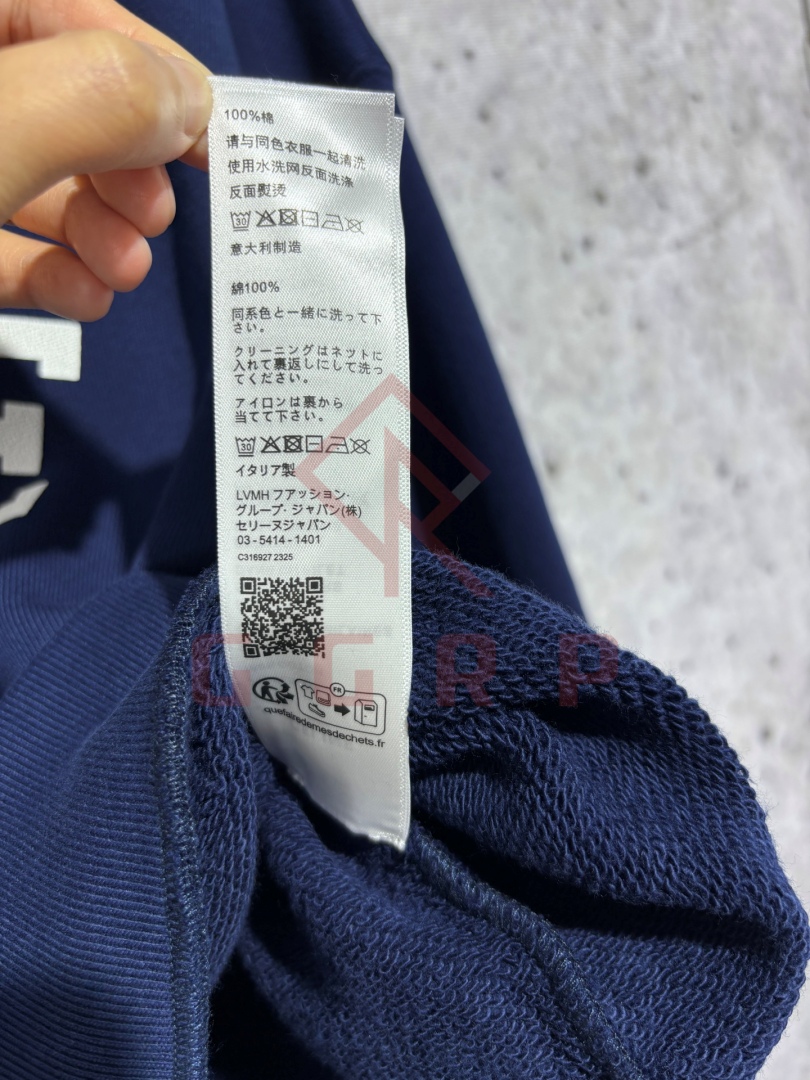 100%棉
请与同色衣服一起清洗
使用水洗网反面洗涤
反面熨烫
30
意大利制造
綿100%
同系色と一緒に洗って下
さい。
クリーニングはネットに
入れて裏返しにして洗っ
てください。
アイロンは裏から
当てて下さい。
30
イタリア製
LVMH ファッション･
グループ･ ジャパン(株)
セリーヌジャパン
03 - 5414 - 1401
C316927 2325
FR
quefairedemesdechets.fr
GGRP